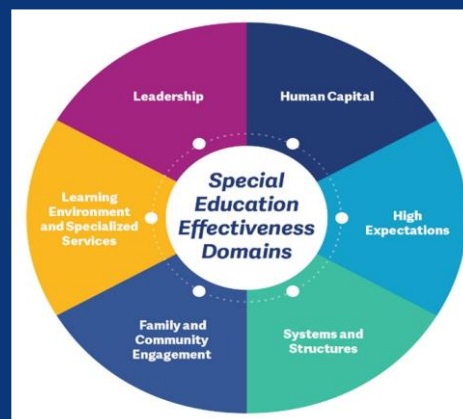 Leadership
Human Capital
Learning
Environment
and Specialized
Services
Special
Education
Effectiveness
Domains
High
Expectations
Family and
Community
Engagement
Systems and
Structures